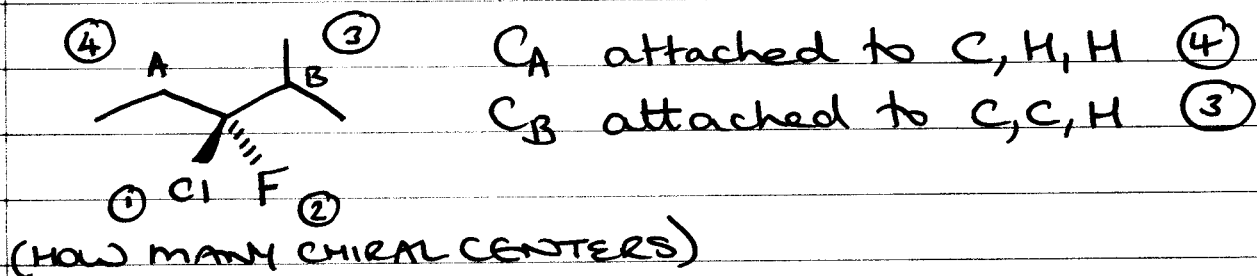 ④ A ③ C_A attached to C, H, H ④
B C_B attached to C, C, H ③
① Cl F ②
(HOW MANY CHIRAL CENTERS)